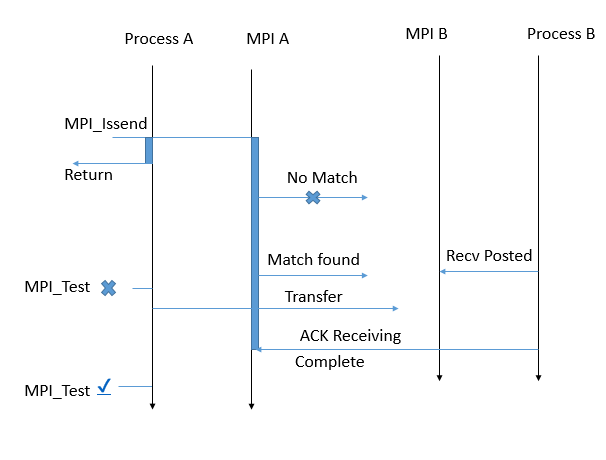 Process A
MPI A
MPI B
Process B
MPI_Issend
Return
No Match
Recv Posted
Match found
MPI_Test
Transfer
ACK Receiving
Complete
MPI_Test